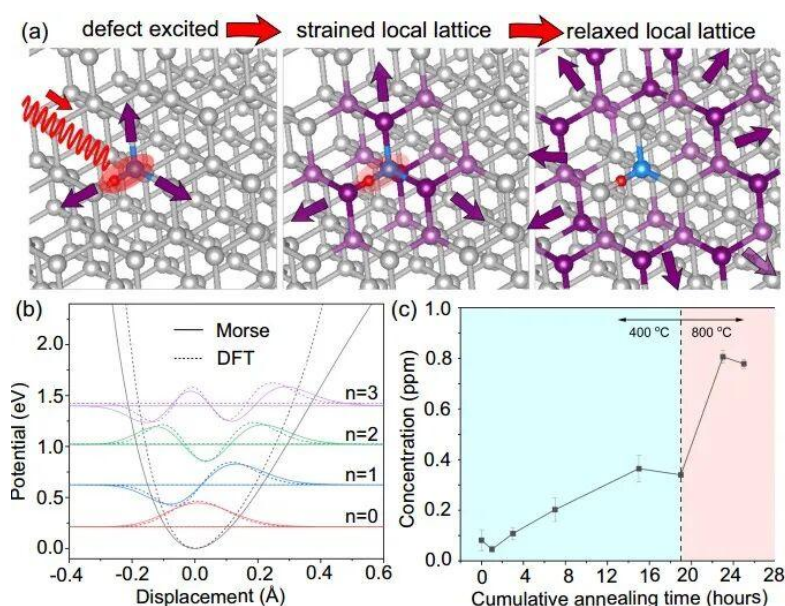 (a) defect excited strained local lattice relaxed local lattice
(b)
Morse
DFT
n=3
n=2
n=1
n=0
2.0
1.5
1.0
0.5
0.0
Potential (eV)
-0.4 -0.2 0.0 0.2 0.4 0.6
Displacement (Å)
(c)
400 °C 800 °C
1.0
0.8
0.6
0.4
0.2
0.0
Concentration (ppm)
0 4 8 12 16 20 24 28
Cumulative annealing time (hours)